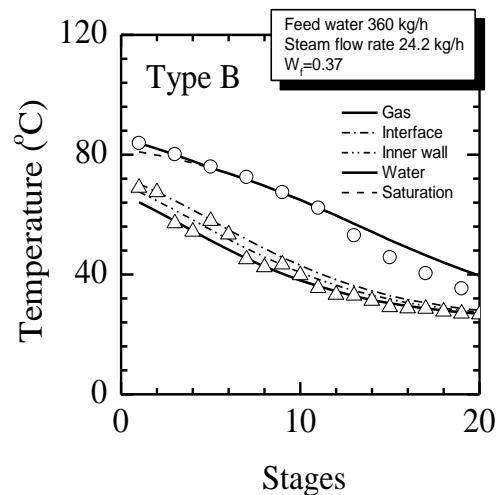 Feed water 360 kg/h
Steam flow rate 24.2 kg/h
Wf=0.37
120
80
40
0
Temperature (°C)
Type B
Gas
Interface
Inner wall
Water
Saturation
0 10 20
Stages